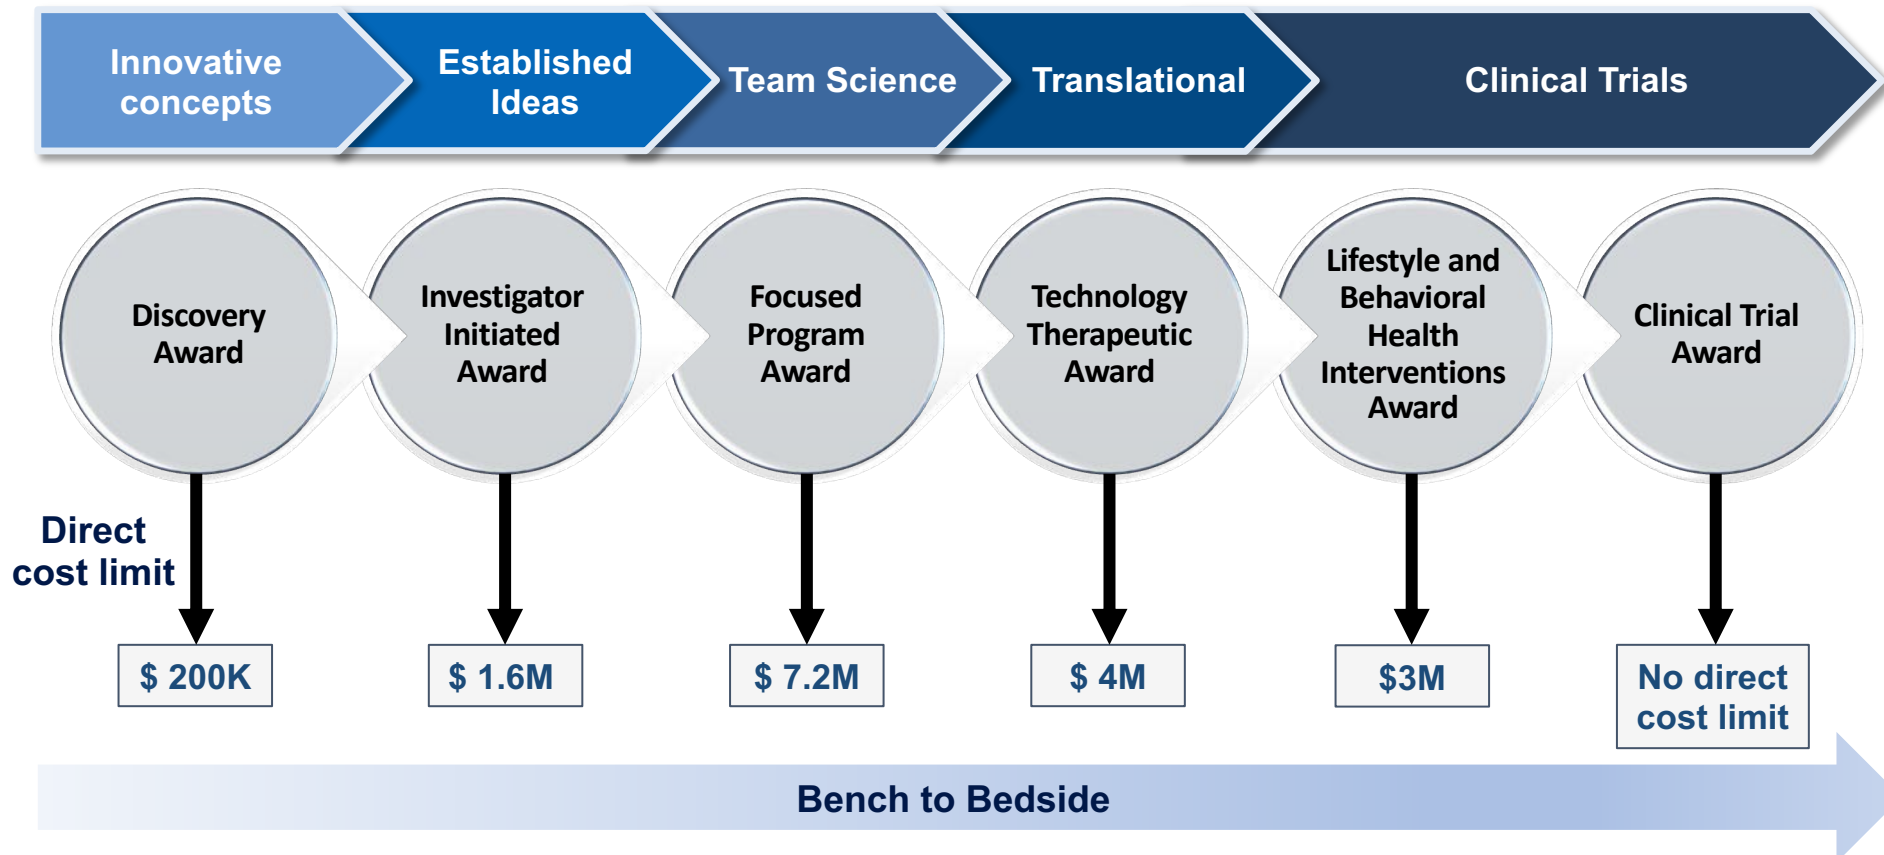 Innovative
concepts
Established
Ideas
Team Science
Translational
Clinical Trials
Discovery
Award
Investigator
Initiated
Award
Focused
Program
Award
Technology
Therapeutic
Award
Lifestyle and
Behavioral
Health
Interventions
Award
Clinical Trial
Award
Direct
cost limit
$ 200K
$ 1.6M
$ 7.2M
$ 4M
$3M
No direct
cost limit
Bench to Bedside